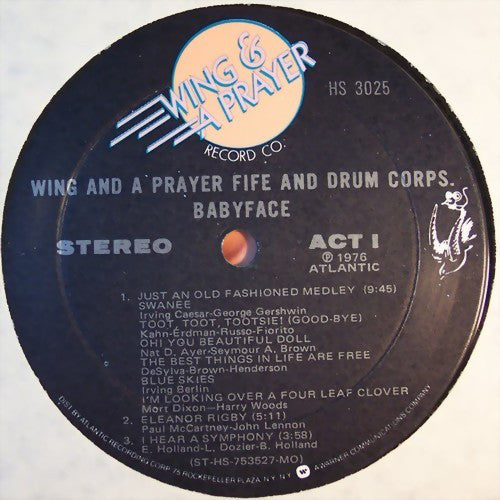 WING &
A PRAYER
RECORD CO.
HS 3025
WING AND A PRAYER FIFE AND DRUM CORPS.
BABYFACE
STEREO
ACT I
℗ 1976
ATLANTIC
1. JUST AN OLD FASHIONED MEDLEY (9:45)
SWANEE
Irving Caesar-George Gershwin
TOOT, TOOT, TOOTSIE! (GOOD-BYE)
Kahn-Erdman-Russo-Fiorito
OH! YOU BEAUTIFUL DOLL
Nat D. Ayer-Seymour A. Brown
THE BEST THINGS IN LIFE ARE FREE
DeSylva-Brown-Henderson
BLUE SKIES
Irving Berlin
I'M LOOKING OVER A FOUR LEAF CLOVER
Mort Dixon-Harry Woods
2. ELEANOR RIGBY (5:11)
Paul McCartney-John Lennon
3. I HEAR A SYMPHONY (3:58)
E. Holland-L. Dozier-B. Holland
(ST-HS-753527-MO)
DIST. BY ATLANTIC RECORDING CORP. 75 ROCKEFELLER PLAZA, N.Y. N.Y. A WARNER COMMUNICATIONS COMPANY